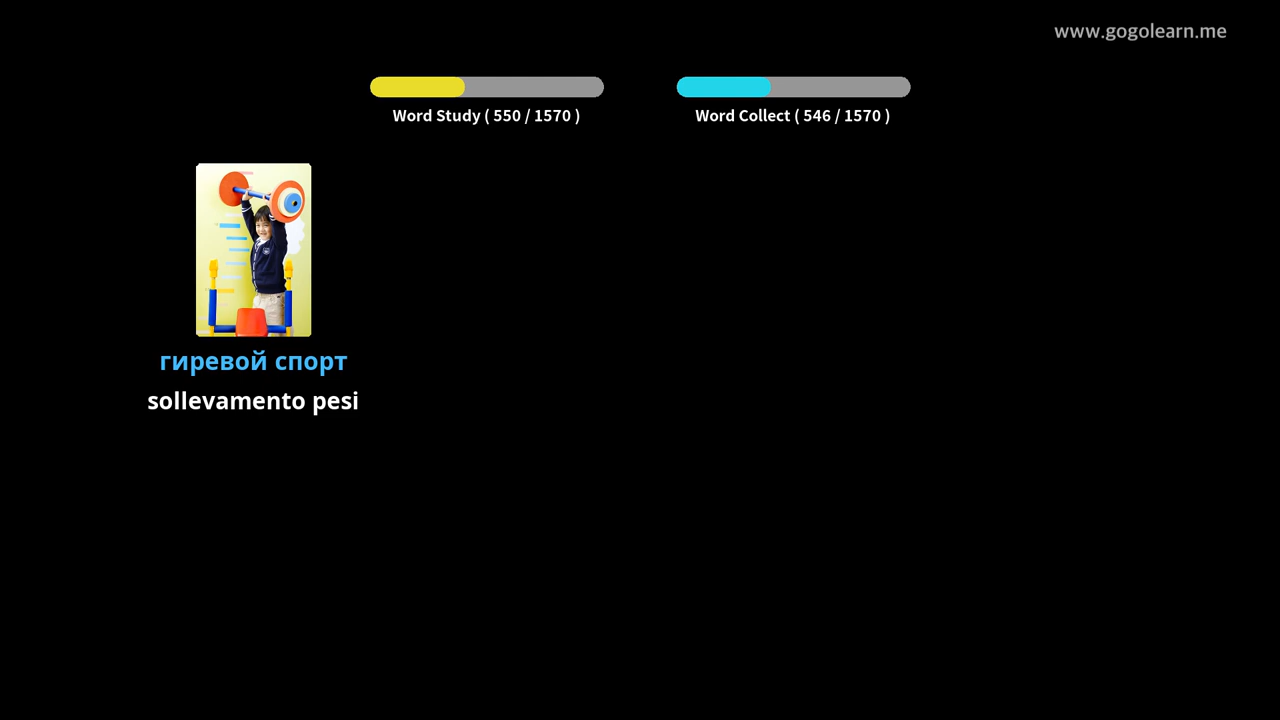 www.gogolearn.me
Word Study ( 550 / 1570 )
Word Collect ( 546 / 1570 )
гиревой спорт
sollevamento pesi